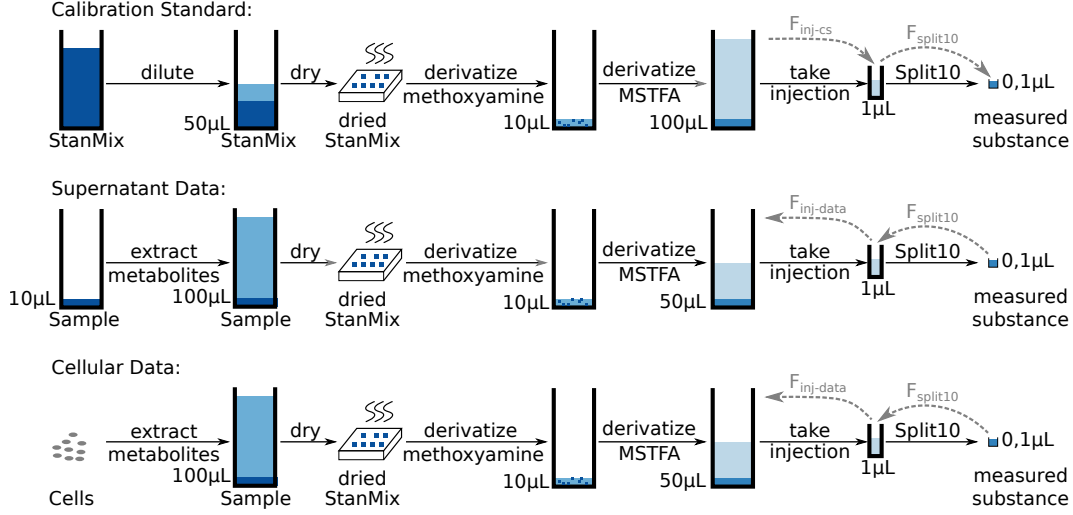 Calibration Standard:
StanMix
dilute
50µL
StanMix
dry
dried
StanMix
derivatize
methoxyamine
10µL
derivatize
MSTFA
100µL
F_inj-cs
take
injection
1µL
F_split10
Split10
0,1µL
measured
substance
Supernatant Data:
10µL
Sample
extract
metabolites
100µL
Sample
dry
dried
StanMix
derivatize
methoxyamine
10µL
derivatize
MSTFA
50µL
F_inj-data
take
injection
1µL
F_split10
Split10
0,1µL
measured
substance
Cellular Data:
Cells
extract
metabolites
100µL
Sample
dry
dried
StanMix
derivatize
methoxyamine
10µL
derivatize
MSTFA
50µL
F_inj-data
take
injection
1µL
F_split10
Split10
0,1µL
measured
substance